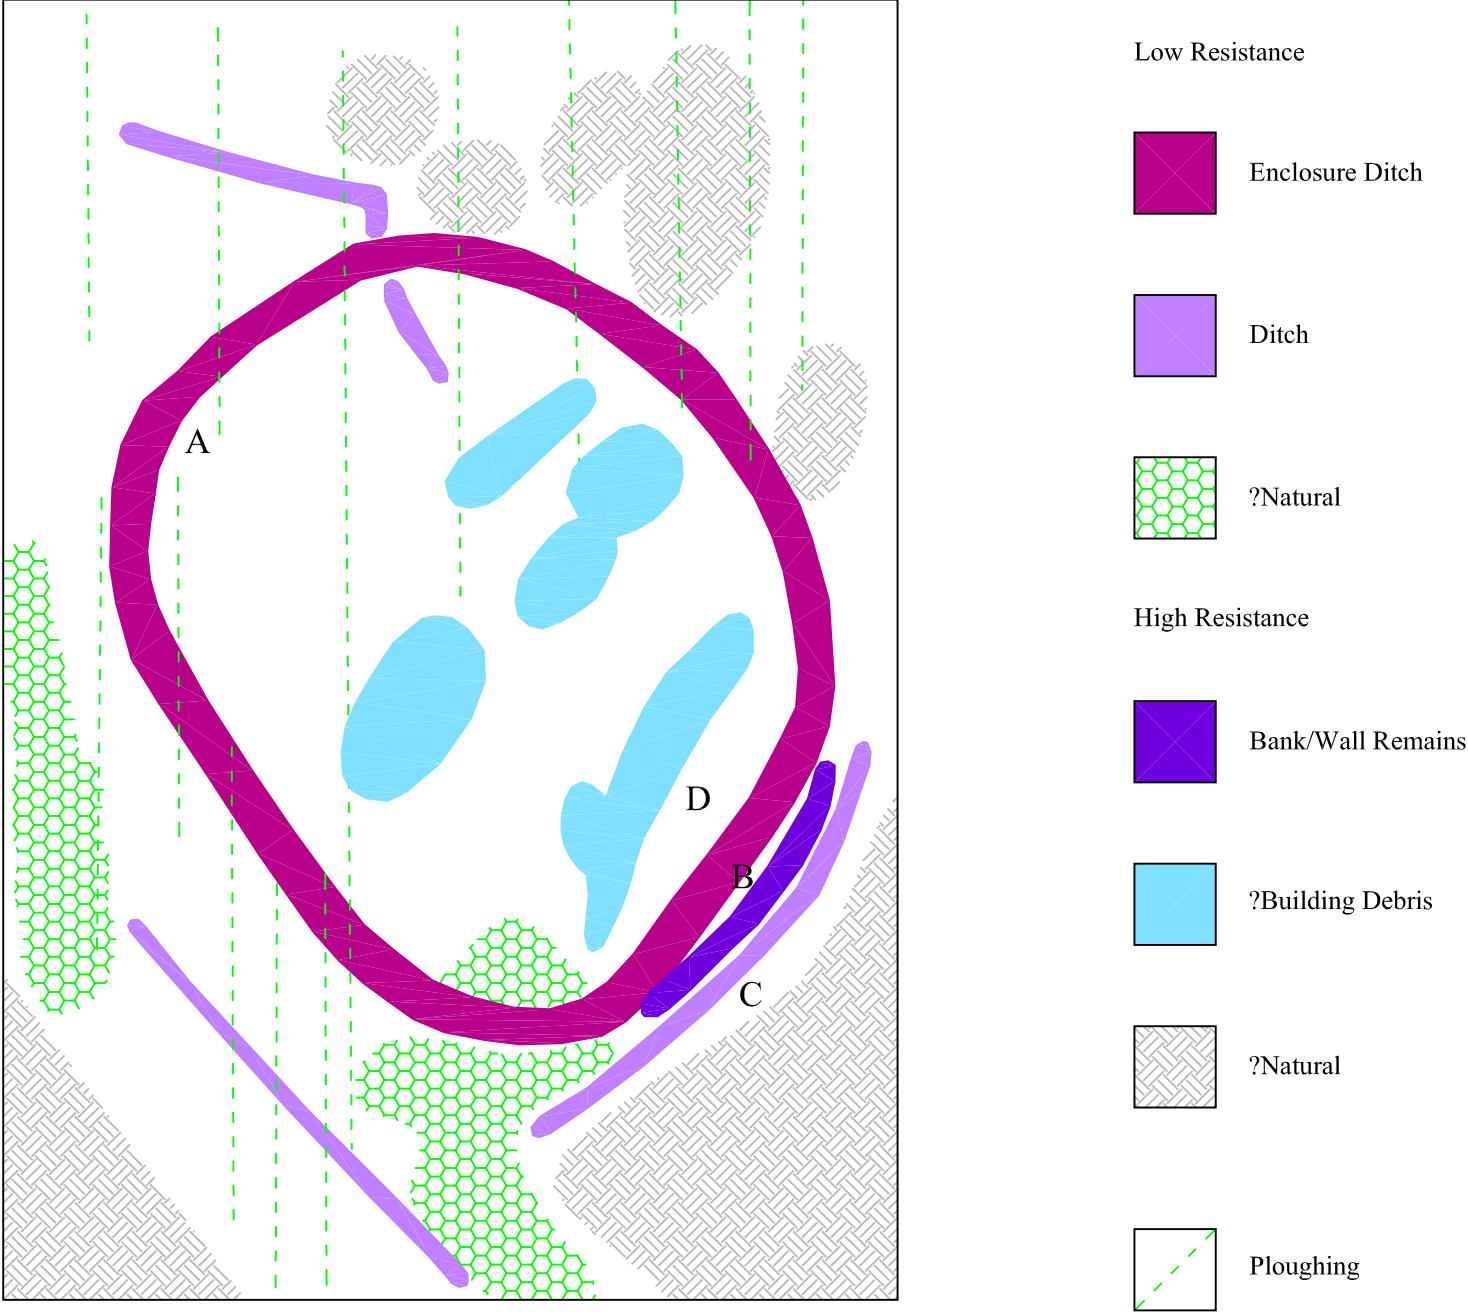 Low Resistance
Enclosure Ditch
Ditch
?Natural
High Resistance
Bank/Wall Remains
?Building Debris
?Natural
Ploughing
A
D
B
C